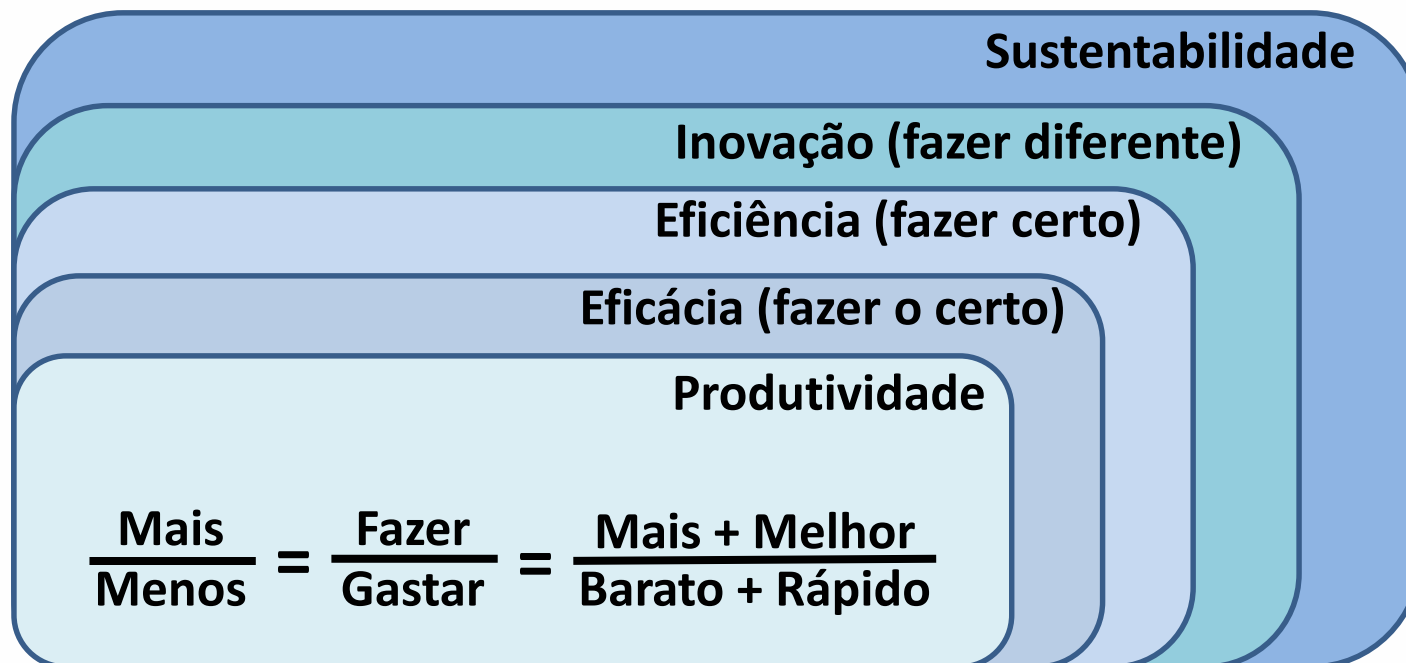 Sustentabilidade
Inovação (fazer diferente)
Eficiência (fazer certo)
Eficácia (fazer o certo)
Produtividade
Mais = Fazer = Mais + Melhor
Menos Gastar Barato + Rápido